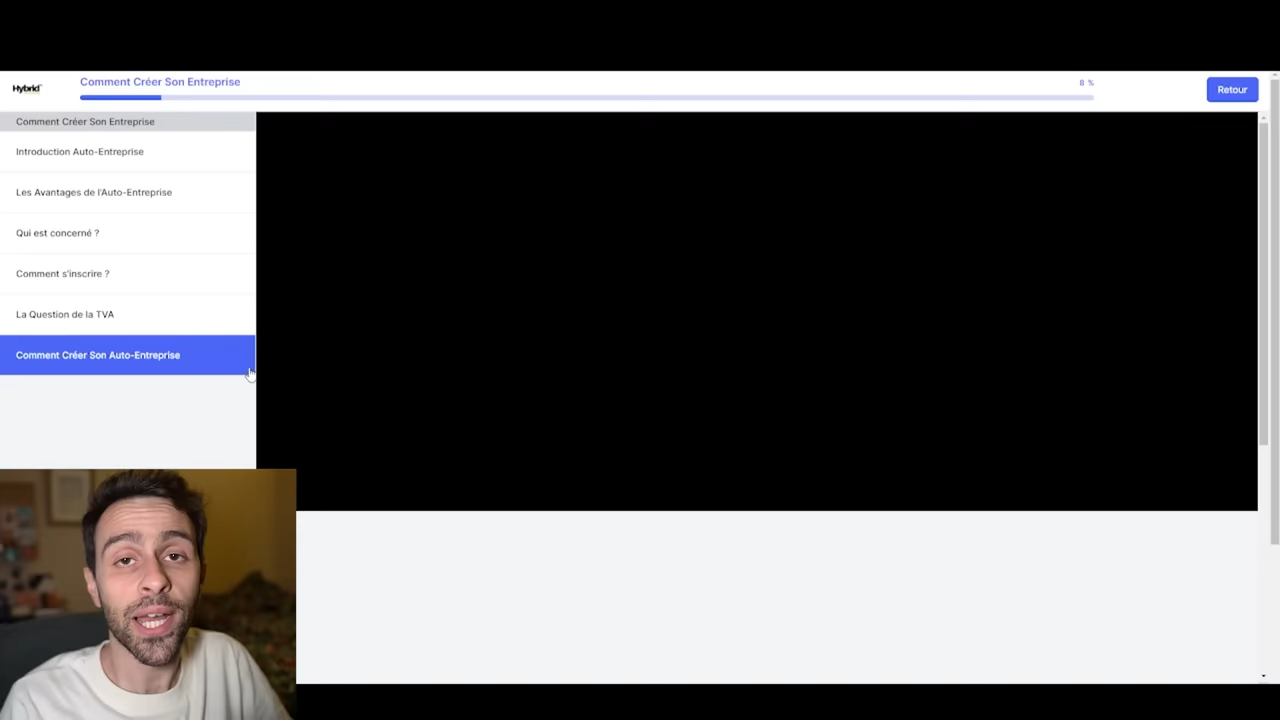 Hybrid
Comment Créer Son Entreprise
8 %
Retour
Comment Créer Son Entreprise
Introduction Auto-Entreprise
Les Avantages de l'Auto-Entreprise
Qui est concerné ?
Comment s'inscrire ?
La Question de la TVA
Comment Créer Son Auto-Entreprise